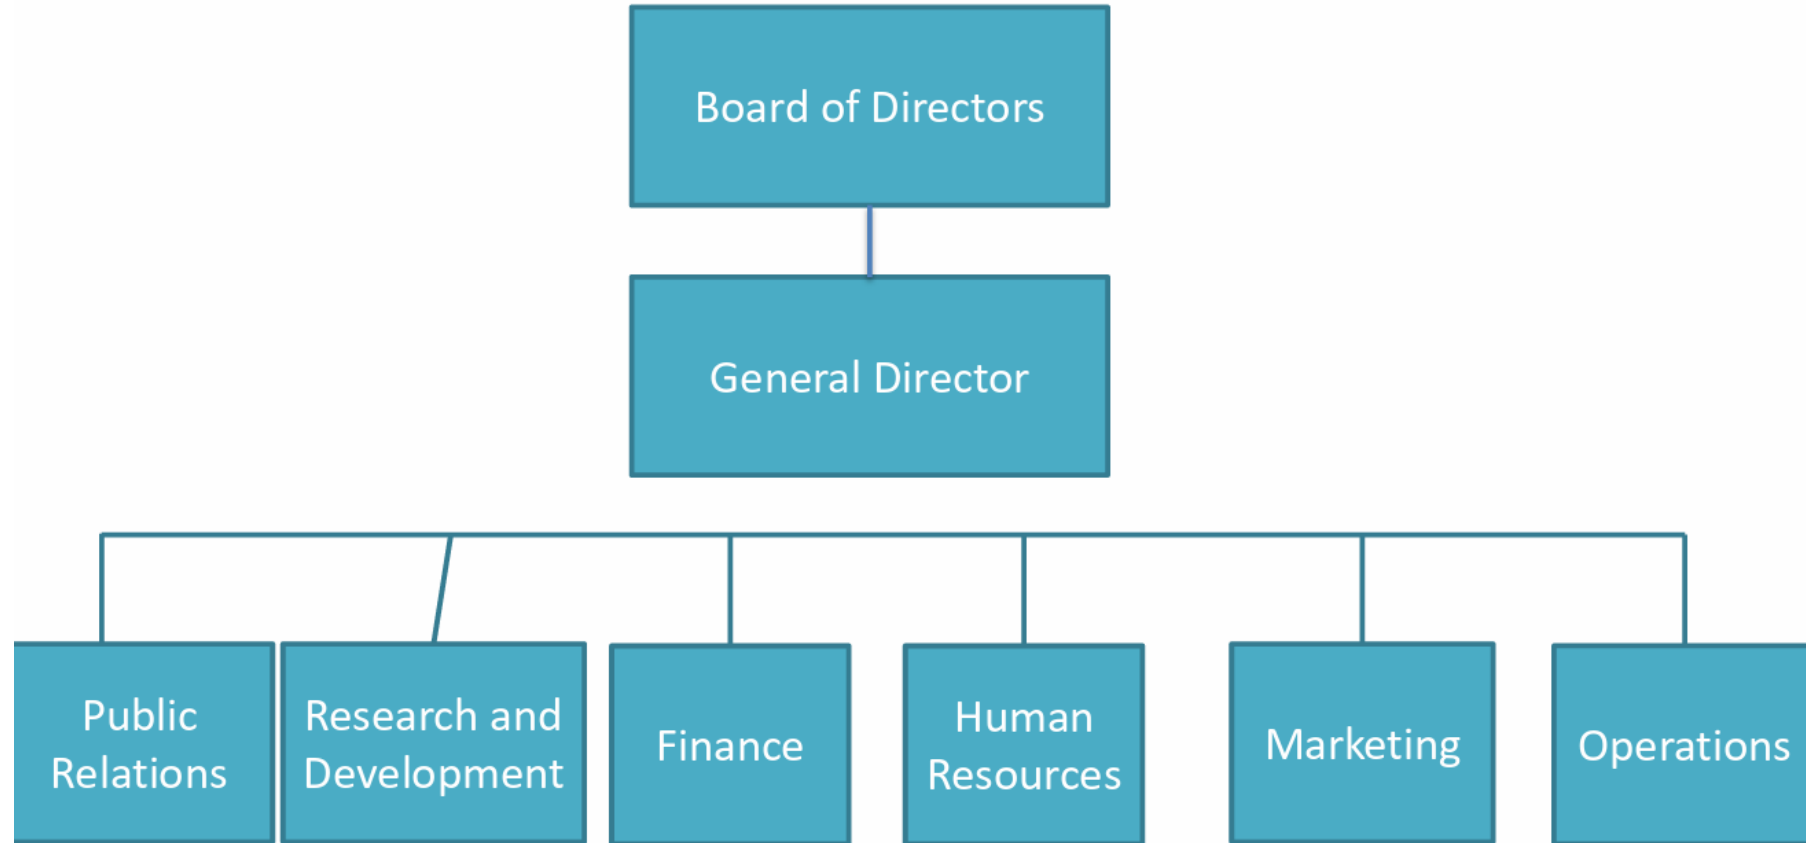 Board of Directors
General Director
Public
Relations
Research and
Development
Finance
Human
Resources
Marketing
Operations